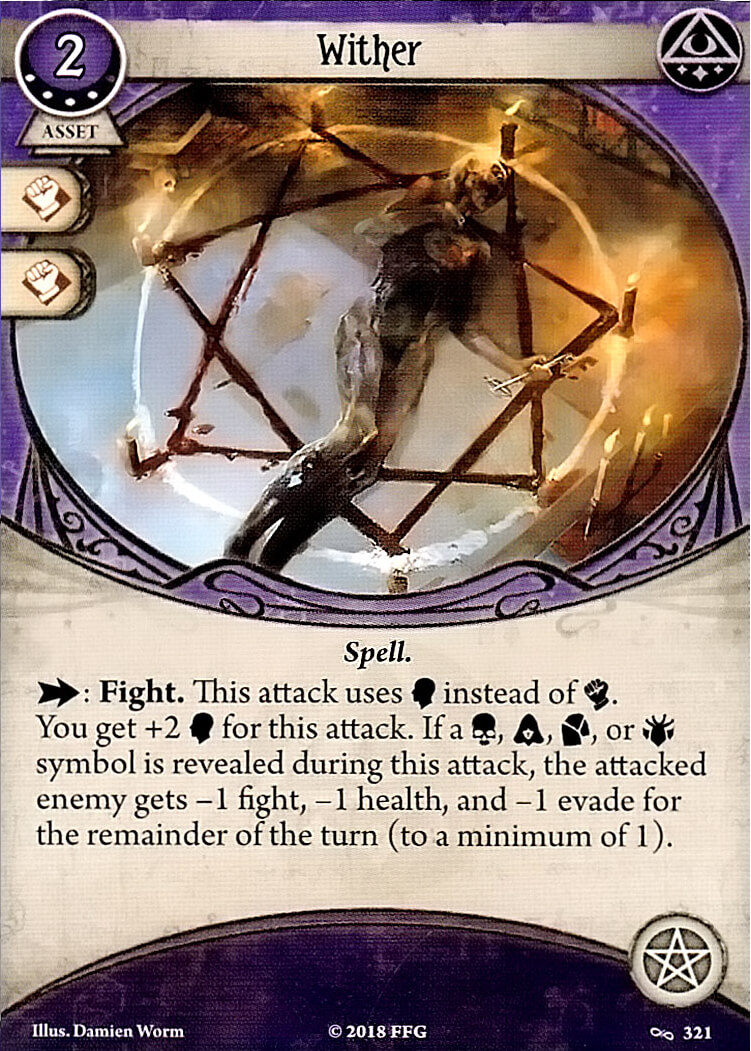 2
Wither
ASSET
Spell.
: Fight. This attack uses instead of .
You get +2 for this attack. If a , , , or
symbol is revealed during this attack, the attacked
enemy gets –1 fight, –1 health, and –1 evade for
the remainder of the turn (to a minimum of 1).
Illus. Damien Worm
© 2018 FFG
321